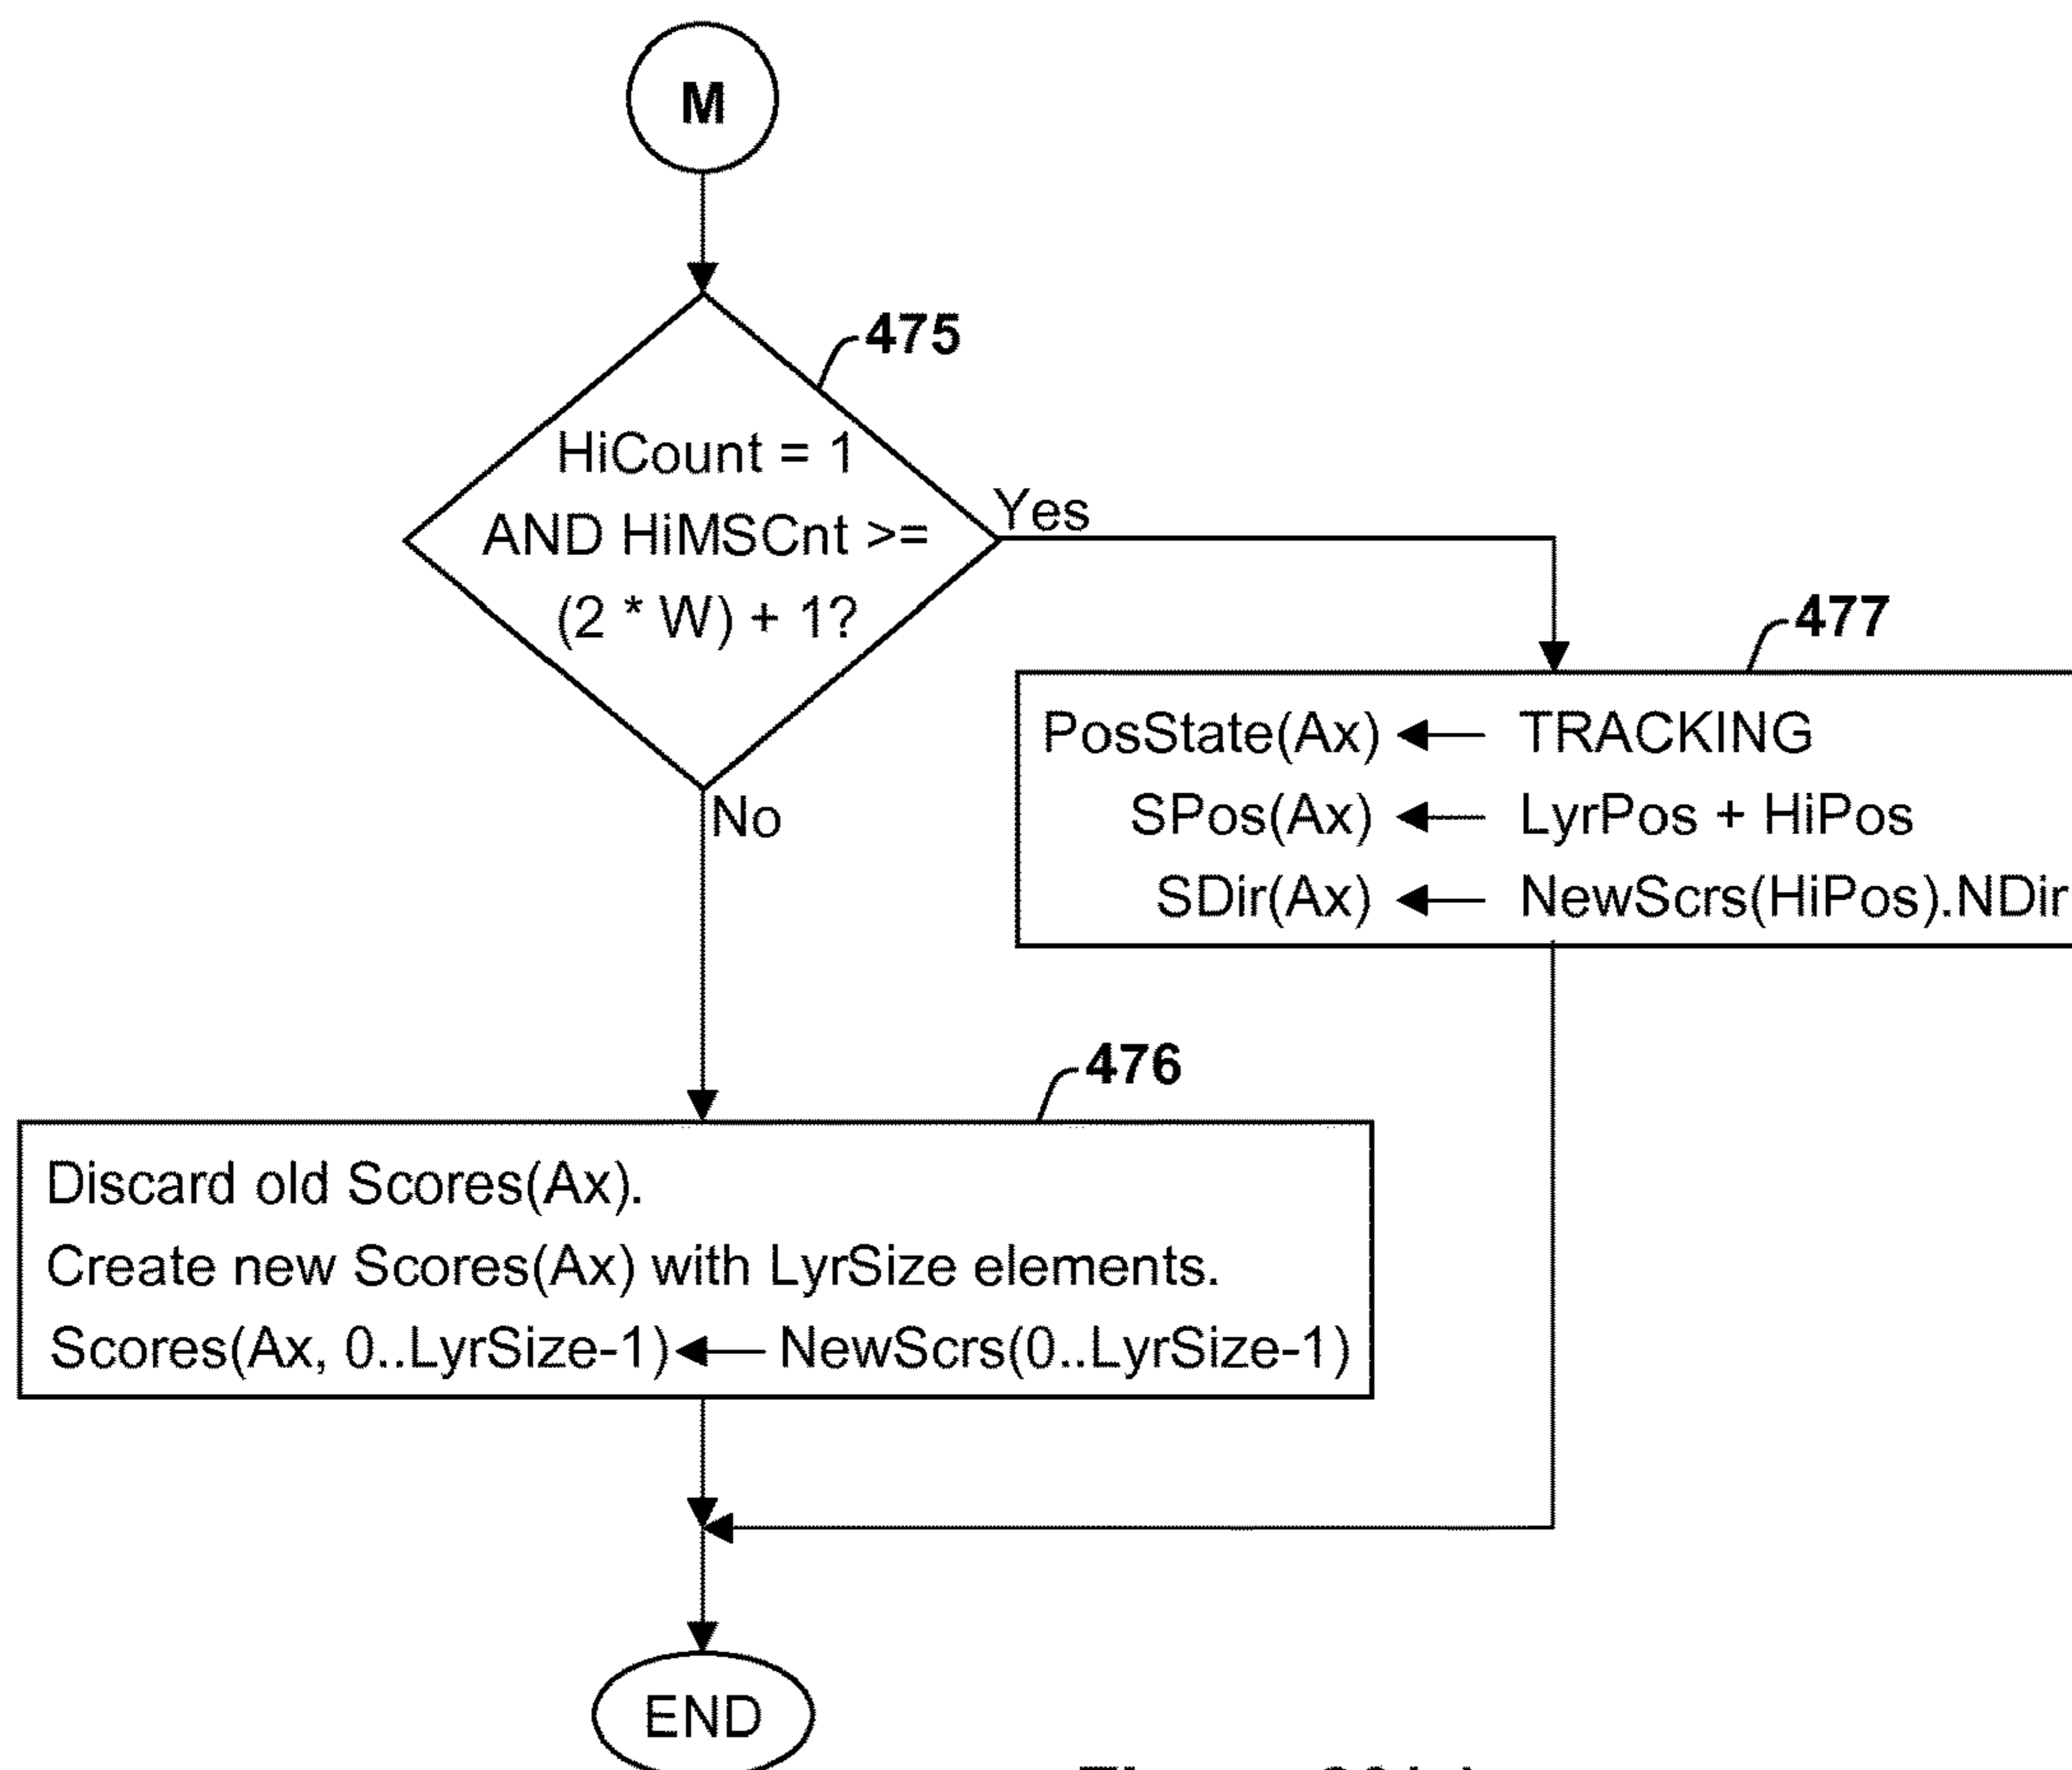 M
475
HiCount = 1
AND HiMSCnt >=
(2 * W) + 1?
Yes
No
477
PosState(Ax) ← TRACKING
SPos(Ax) ← LyrPos + HiPos
SDir(Ax) ← NewScrs(HiPos).NDir
476
Discard old Scores(Ax).
Create new Scores(Ax) with LyrSize elements.
Scores(Ax, 0..LyrSize-1) ← NewScrs(0..LyrSize-1)
END